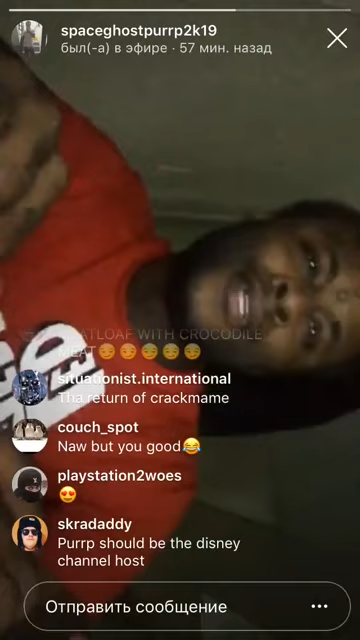 spaceghostpurrp2k19
был(-а) в эфире · 57 мин. назад
MEATLOAF WITH CROCODILE
MEAT😏😏😏😏😏
situationist.international
Tha return of crackmame
couch_spot
Naw but you good😂
playstation2woes
😍
skradaddy
Purrp should be the disney
channel host
Отправить сообщение